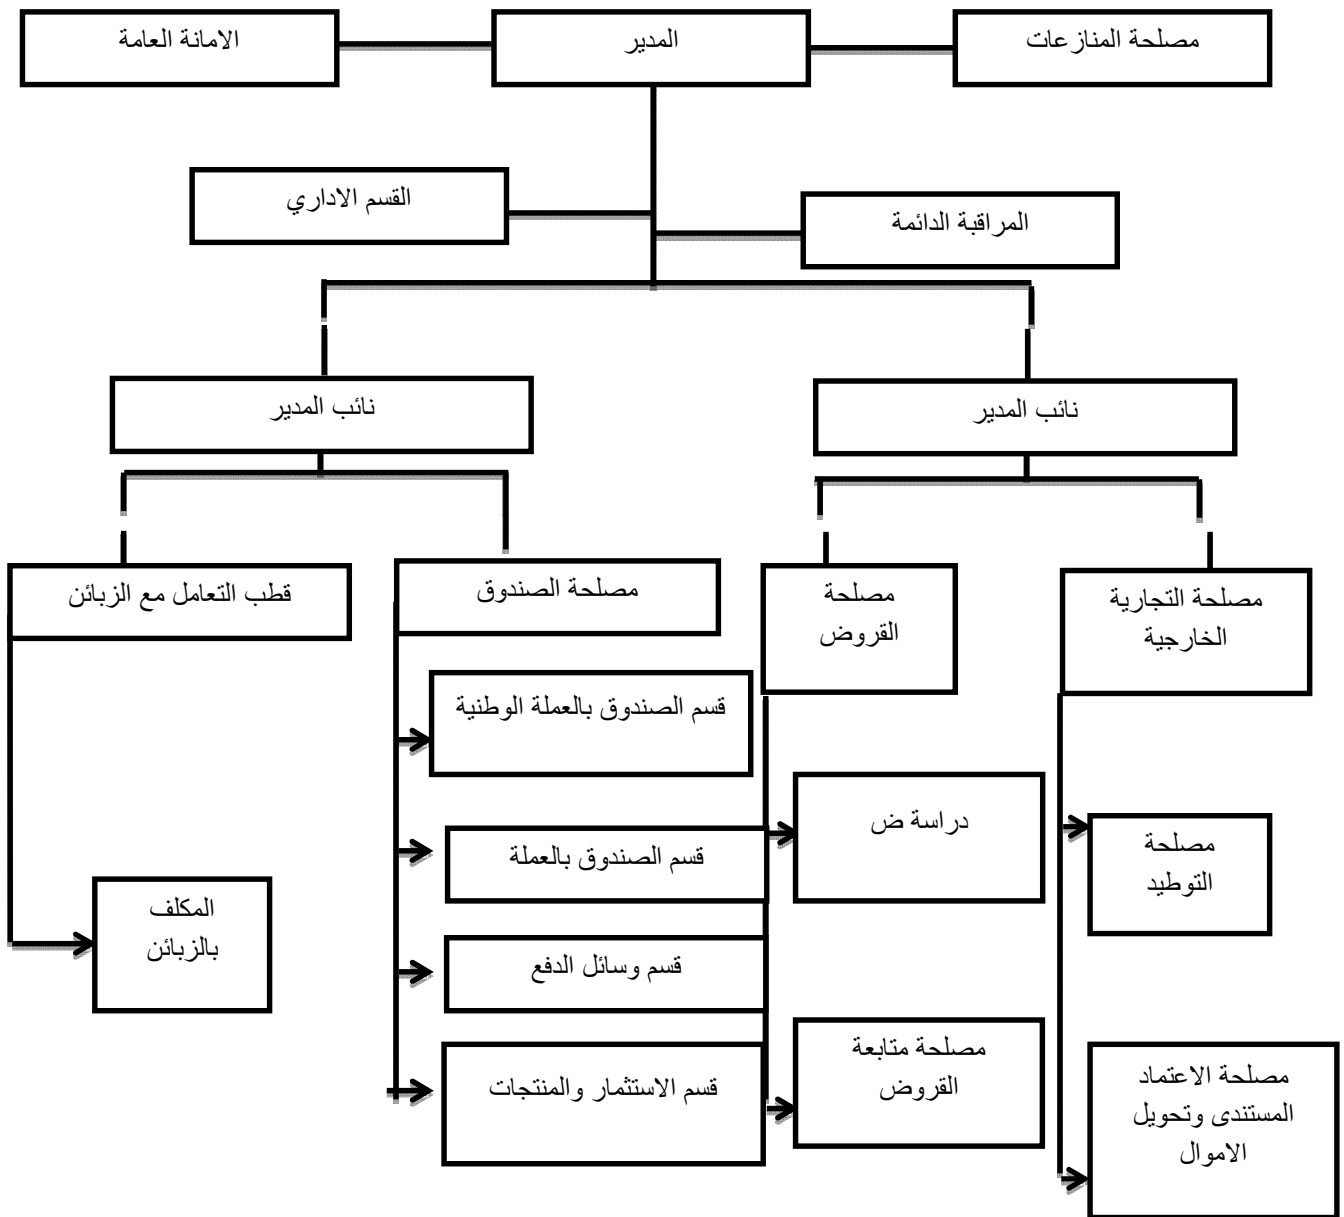 مصلحة المنازعات
المدير
الامانة العامة
القسم الاداري
المراقبة الدائمة
نائب المدير
نائب المدير
مصلحة التجارية
الخارجية
مصلحة
القروض
مصلحة الصندوق
قطب التعامل مع الزبائن
قسم الصندوق بالعملة الوطنية
دراسة ض
مصلحة
التوطيد
قسم الصندوق بالعملة
المكلف
بالزبائن
قسم وسائل الدفع
مصلحة متابعة
القروض
مصلحة الاعتماد
المستندى وتحويل
الاموال
قسم الاستثمار والمنتجات